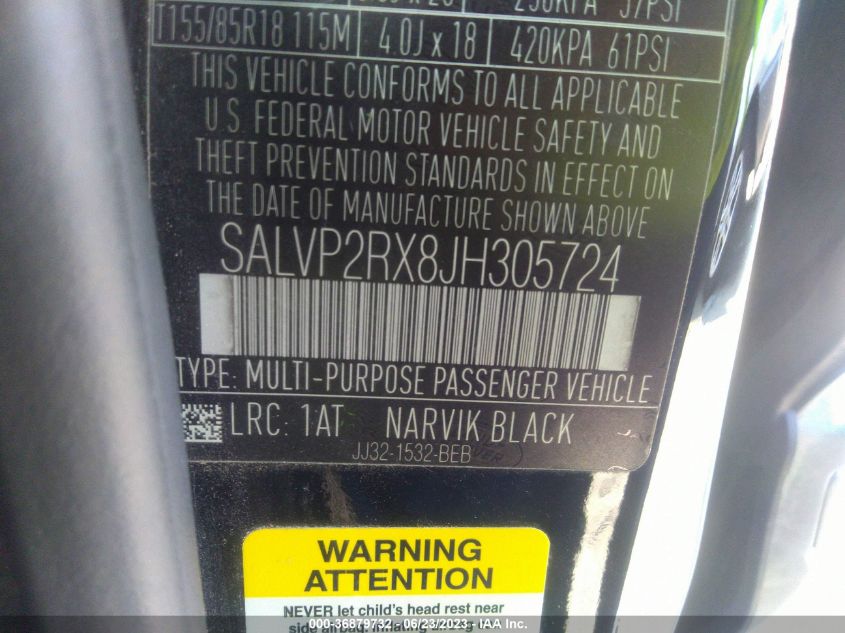 T155/85R18 115M 4.0J x 18 420KPA 61PSI
THIS VEHICLE CONFORMS TO ALL APPLICABLE
U.S. FEDERAL MOTOR VEHICLE SAFETY AND
THEFT PREVENTION STANDARDS IN EFFECT ON
THE DATE OF MANUFACTURE SHOWN ABOVE
SALVP2RX8JH305724
TYPE: MULTI-PURPOSE PASSENGER VEHICLE
LRC: 1AT NARVIK BLACK
JJ32-1532-BEB
WARNING
ATTENTION
NEVER let child's head rest near
000-36879732 - 06/23/2023 - IAA Inc.